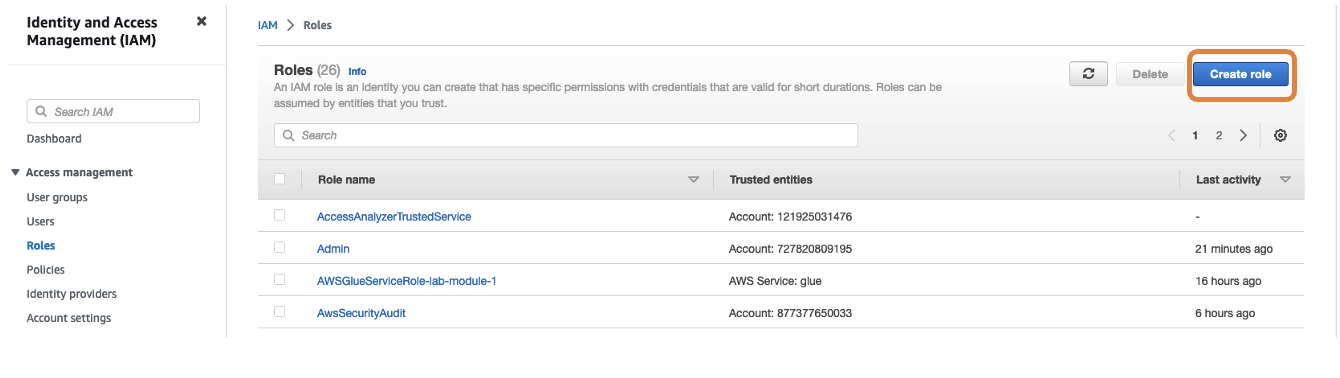 Identity and Access
Management (IAM)
Search IAM
Dashboard
Access management
User groups
Users
Roles
Policies
Identity providers
Account settings
IAM > Roles
Roles (26) Info
An IAM role is an identity you can create that has specific permissions with credentials that are valid for short durations. Roles can be
assumed by entities that you trust.
Delete
Create role
Search
1 2
Role name Trusted entities Last activity
AccessAnalyzerTrustedService Account: 121925031476 -
Admin Account: 727820809195 21 minutes ago
AWSGlueServiceRole-lab-module-1 AWS Service: glue 16 hours ago
AwsSecurityAudit Account: 877377650033 6 hours ago